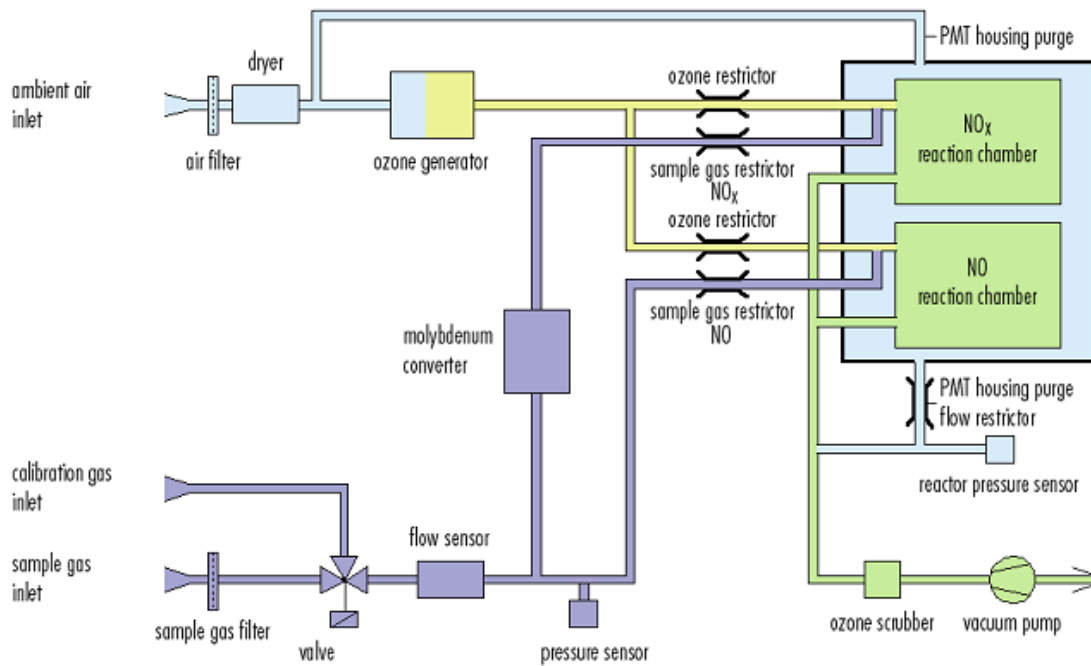 PMT housing purge
dryer
ambient air
inlet
ozone restrictor
NOx
reaction chamber
air filter
ozone generator
sample gas restrictor
NOx
ozone restrictor
NO
reaction chamber
sample gas restrictor
NO
molybdenum
converter
PMT housing purge
flow restrictor
calibration gas
inlet
reactor pressure sensor
flow sensor
sample gas
inlet
sample gas filter
valve
pressure sensor
ozone scrubber
vacuum pump